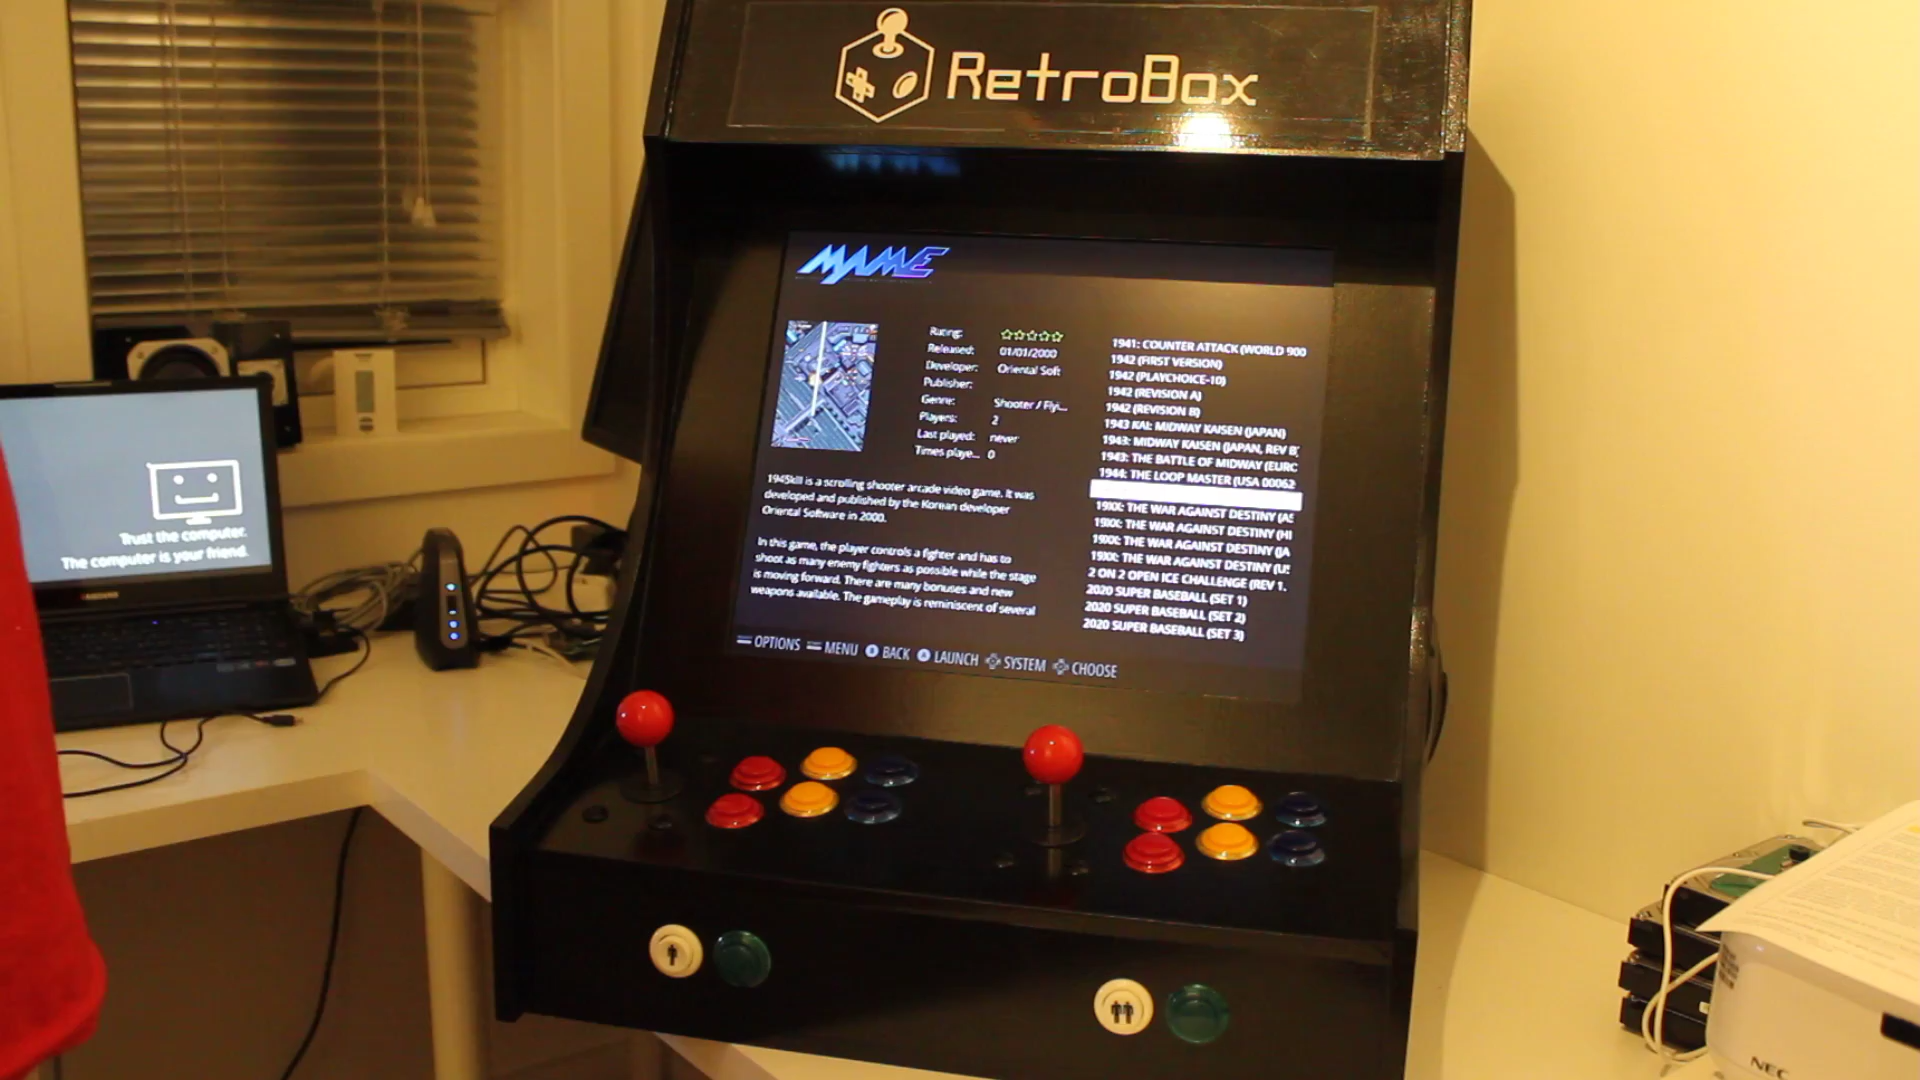 RetroBox
MAME
Rating:
Released: 01/01/2000
Developer: Oriental Soft
Publisher:
Genre: Shooter / Flyi...
Players: 2
Last played: never
Times playe... 0
1945kIII is a scrolling shooter arcade video game. It was
developed and published by the Korean developer
Oriental Software in 2000.
In this game, the player controls a fighter and has to
shoot as many enemy fighters as possible while the stage
is moving forward. There are many bonuses and new
weapons available. The gameplay is reminiscent of several
1941: COUNTER ATTACK (WORLD 900
1942 (FIRST VERSION)
1942 (PLAYCHOICE-10)
1942 (REVISION A)
1942 (REVISION B)
1943 KAI: MIDWAY KAISEN (JAPAN)
1943: MIDWAY KAISEN (JAPAN, REV B
1943: THE BATTLE OF MIDWAY (EURO
1944: THE LOOP MASTER (USA 00062
19XX: THE WAR AGAINST DESTINY (AS
19XX: THE WAR AGAINST DESTINY (HI
19XX: THE WAR AGAINST DESTINY (JA
19XX: THE WAR AGAINST DESTINY (U
2 ON 2 OPEN ICE CHALLENGE (REV 1.
2020 SUPER BASEBALL (SET 1)
2020 SUPER BASEBALL (SET 2)
2020 SUPER BASEBALL (SET 3)
OPTIONS MENU BACK LAUNCH SYSTEM CHOOSE
Trust the computer.
The computer is your friend.
SAMSUNG
NEC